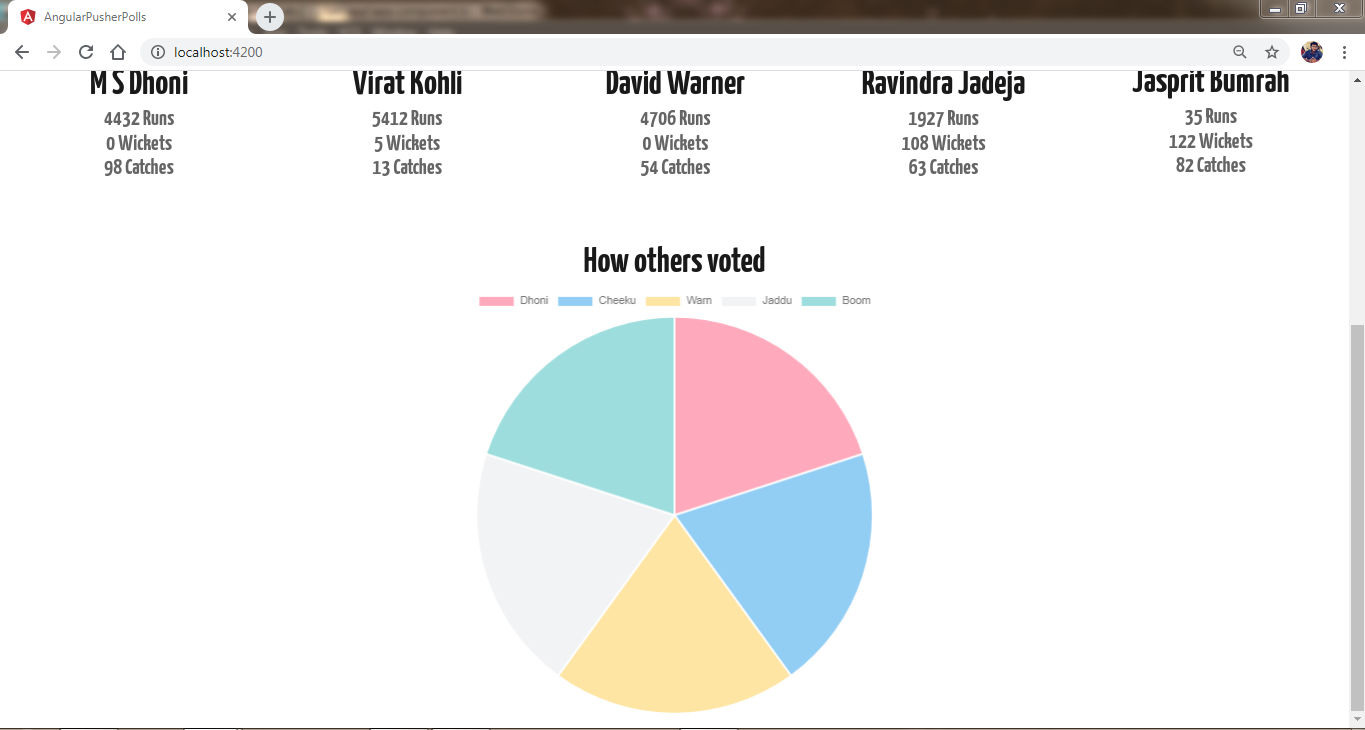 AngularPusherPolls
localhost:4200
M S Dhoni
4432 Runs
0 Wickets
98 Catches
Virat Kohli
5412 Runs
5 Wickets
13 Catches
David Warner
4706 Runs
0 Wickets
54 Catches
Ravindra Jadeja
1927 Runs
108 Wickets
63 Catches
Jasprit Bumrah
35 Runs
122 Wickets
82 Catches
How others voted
Dhoni Cheeku Warn Jaddu Boom